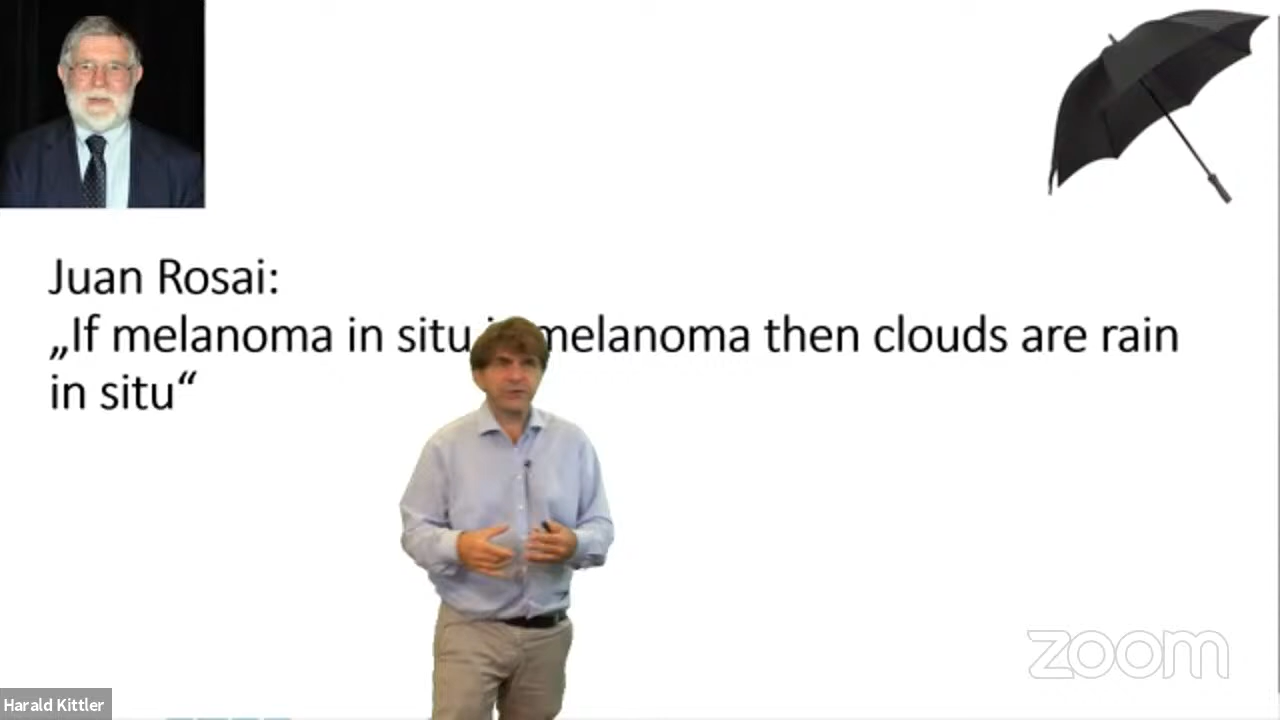 Juan Rosai:
„If melanoma in situ melanoma then clouds are rain
in situ“
zoom
Harald Kittler